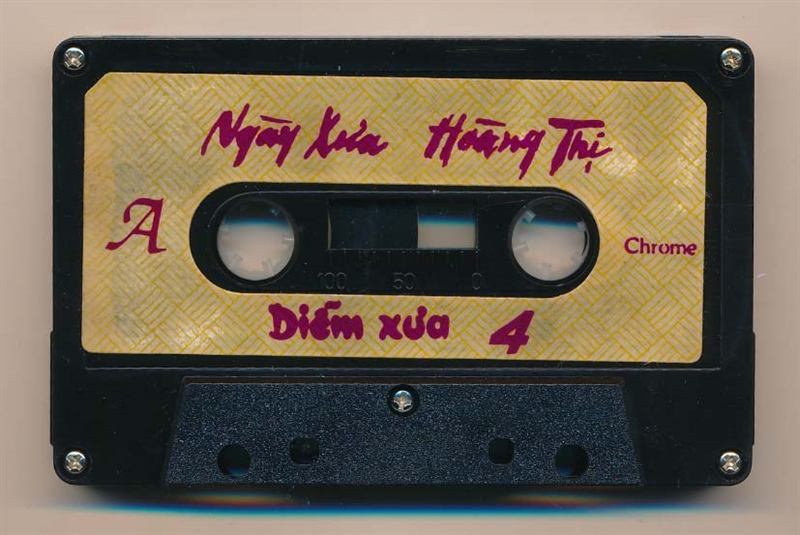 Ngày Xưa Hoàng Thị
A
Chrome
100 50 0
Diễm xưa 4